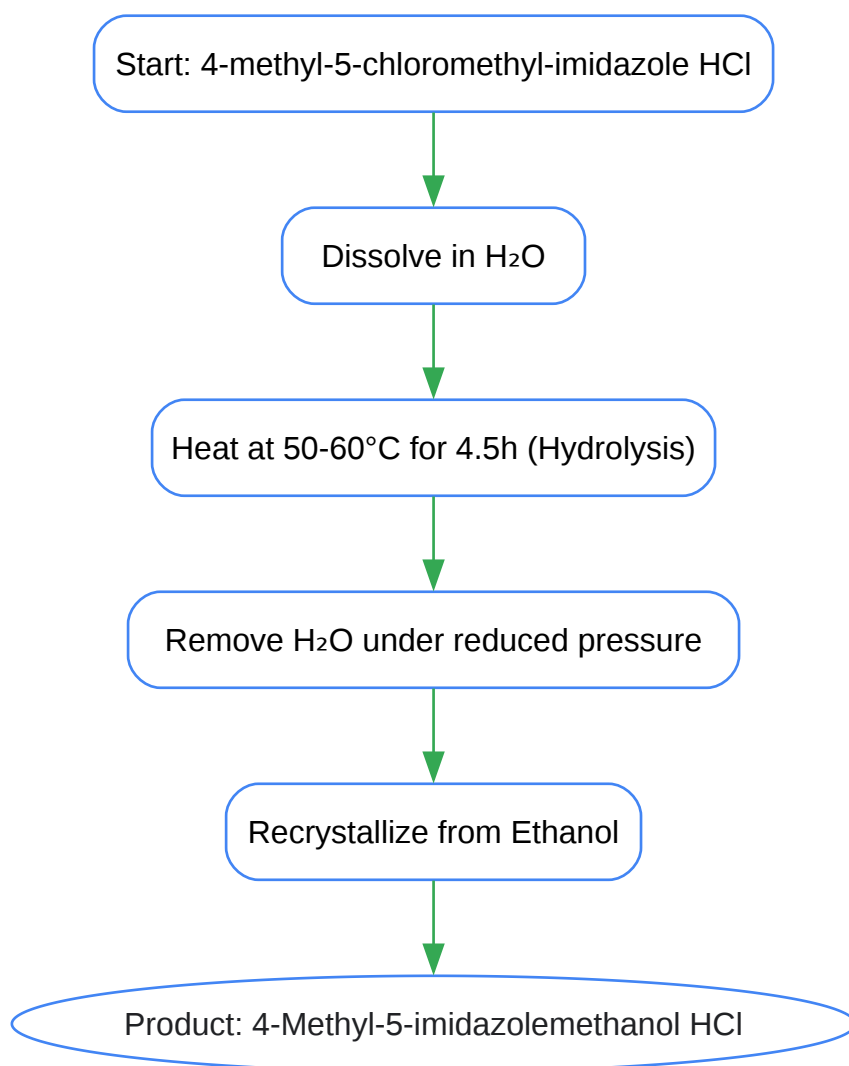 Start: 4-methyl-5-chloromethyl-imidazole HCl
Dissolve in H₂O
Heat at 50-60°C for 4.5h (Hydrolysis)
Remove H₂O under reduced pressure
Recrystallize from Ethanol
Product: 4-Methyl-5-imidazolemethanol HCl